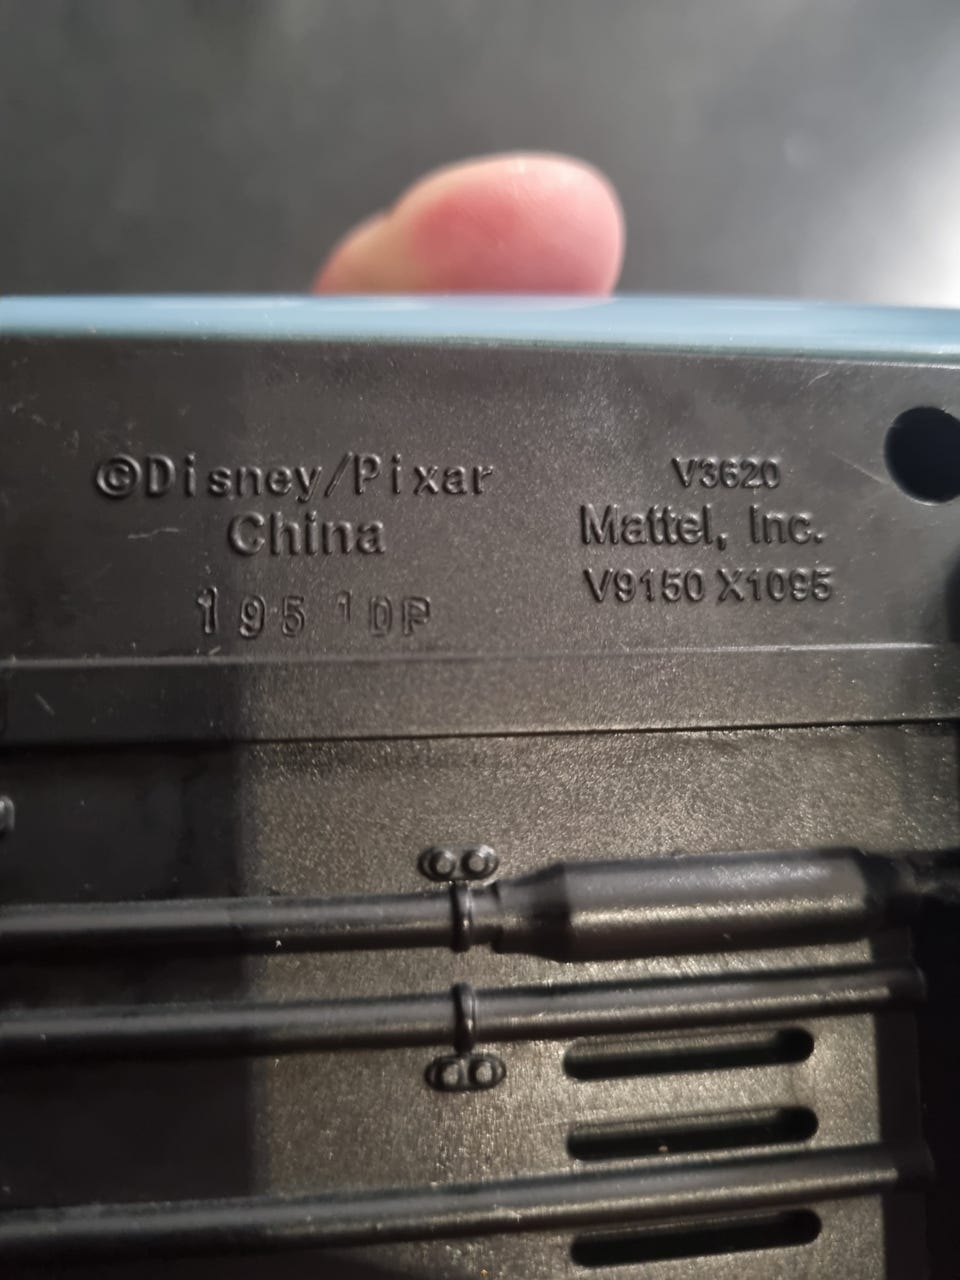 ©Disney/Pixar
China
195 1DP
V3620
Mattel, Inc.
V9150 X1095